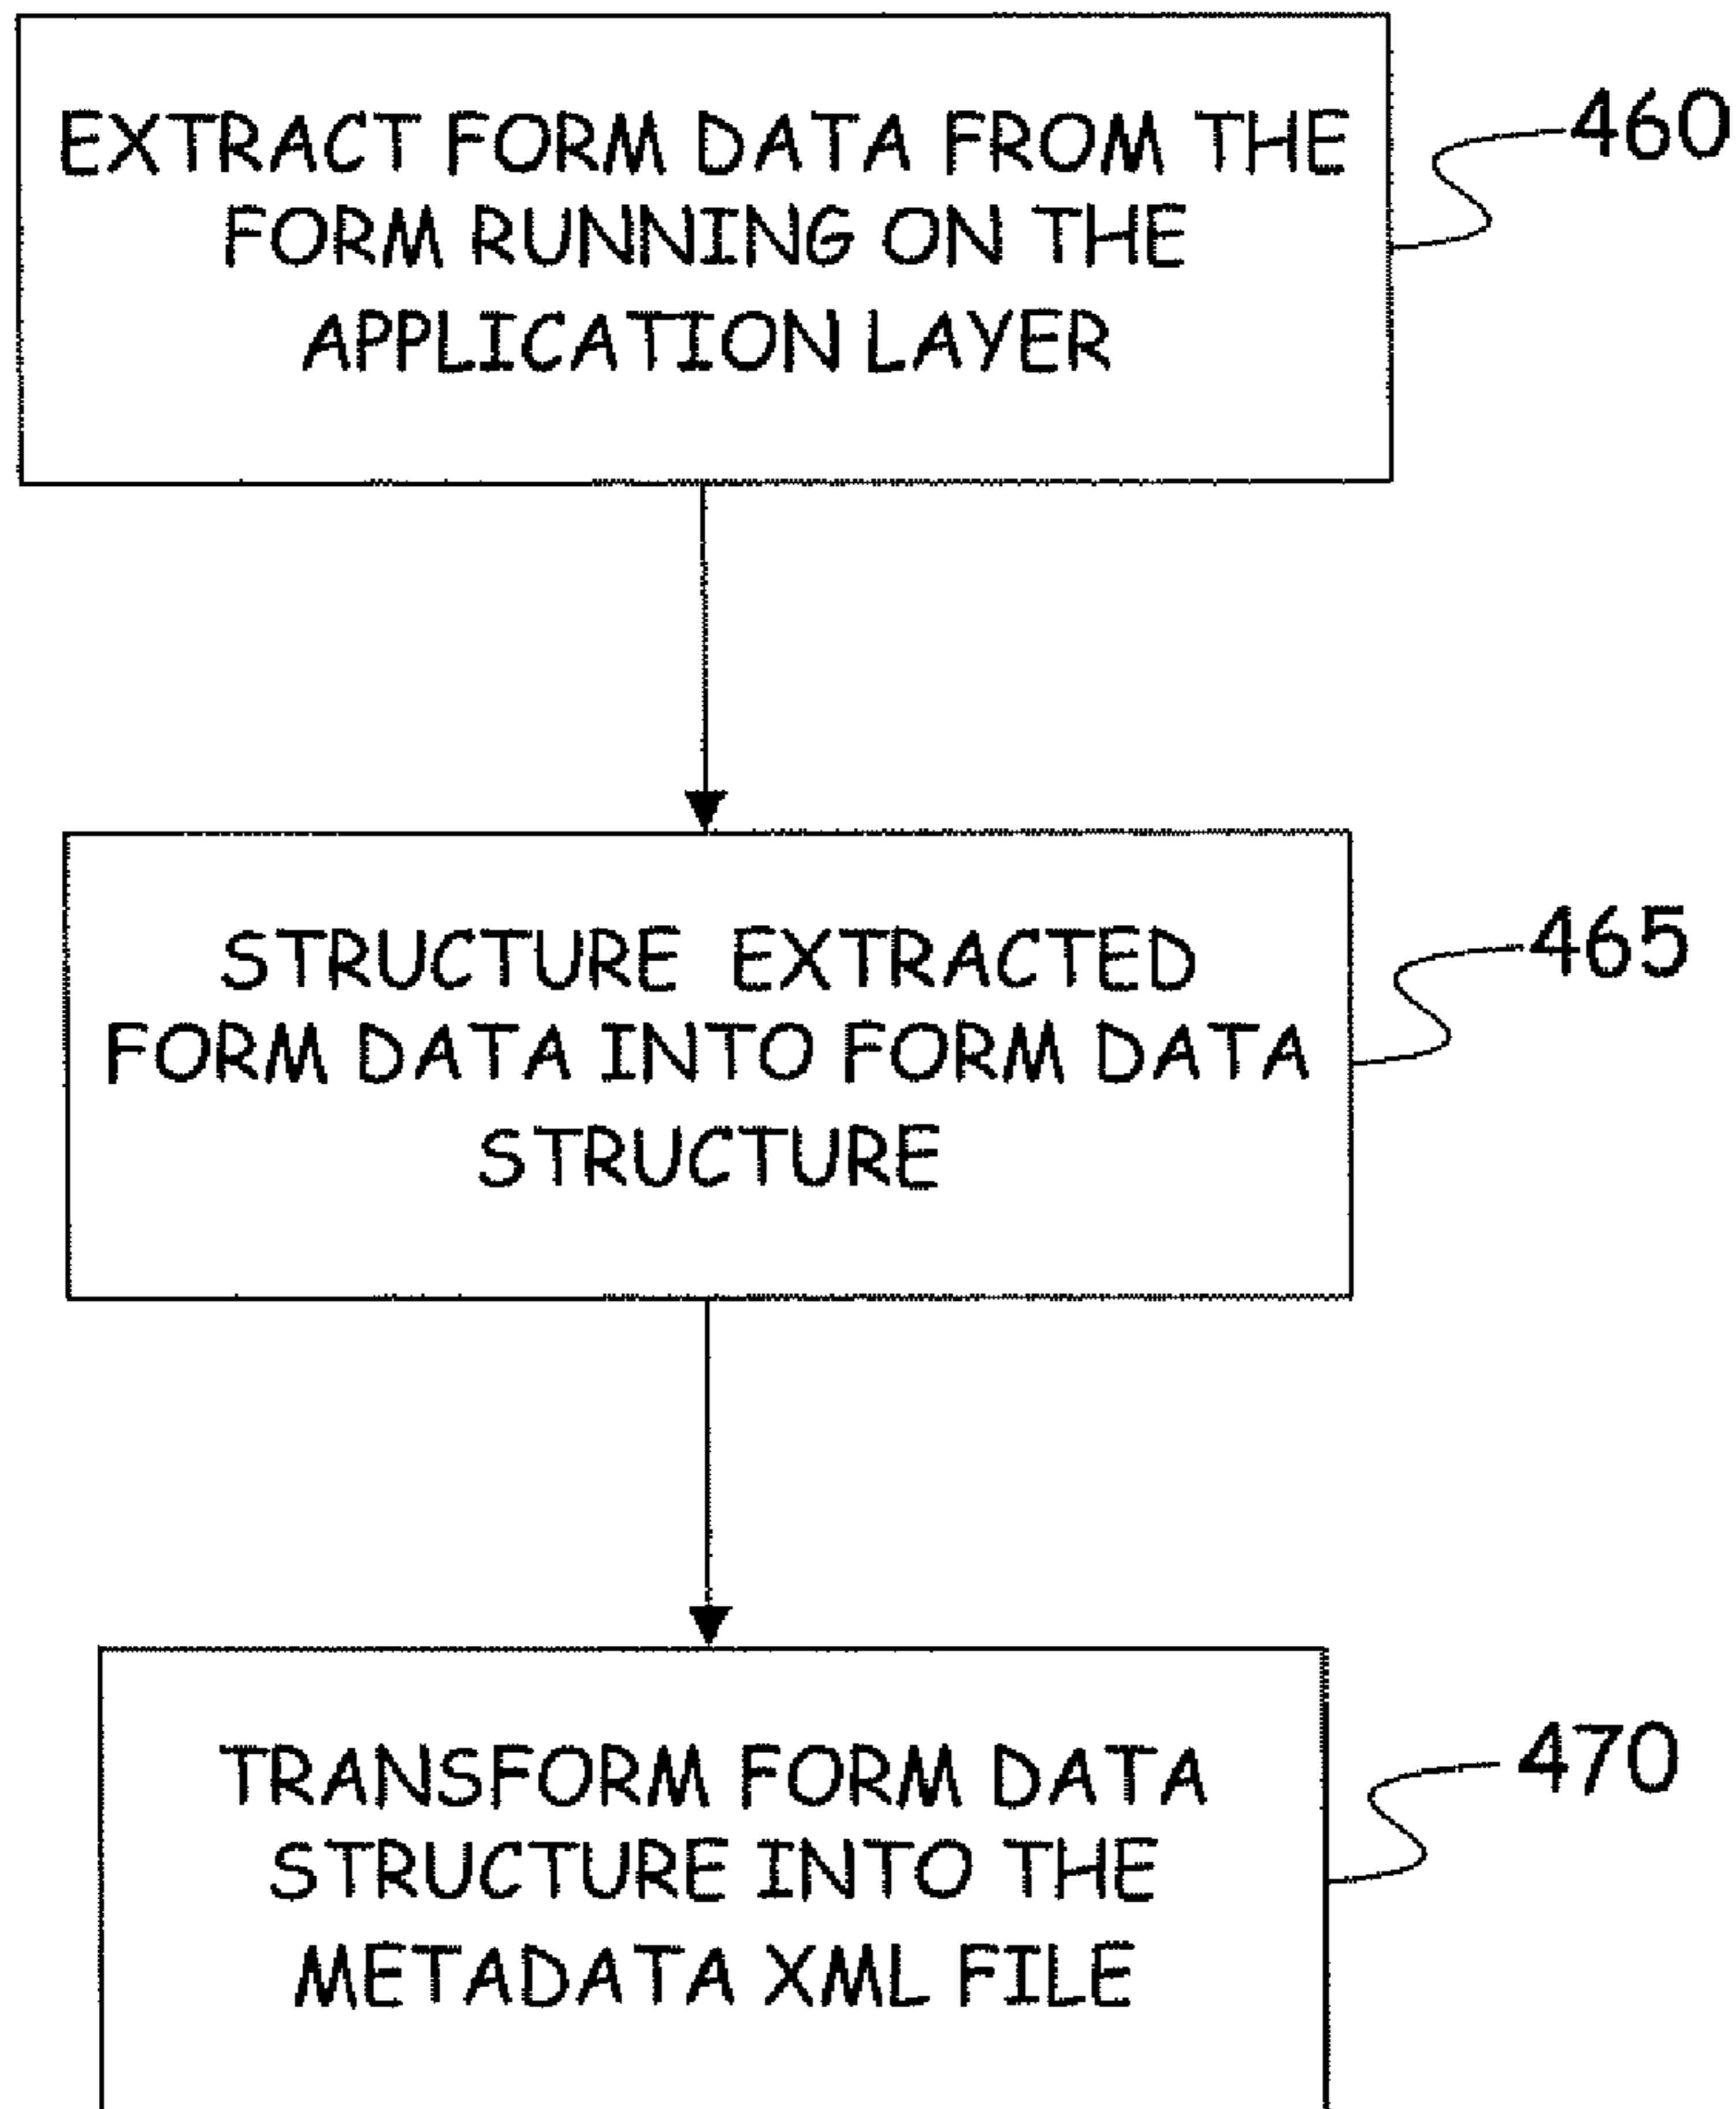 EXTRACT FORM DATA FROM THE
FORM RUNNING ON THE
APPLICATION LAYER
460
STRUCTURE EXTRACTED
FORM DATA INTO FORM DATA
STRUCTURE
465
TRANSFORM FORM DATA
STRUCTURE INTO THE
METADATA XML FILE
470